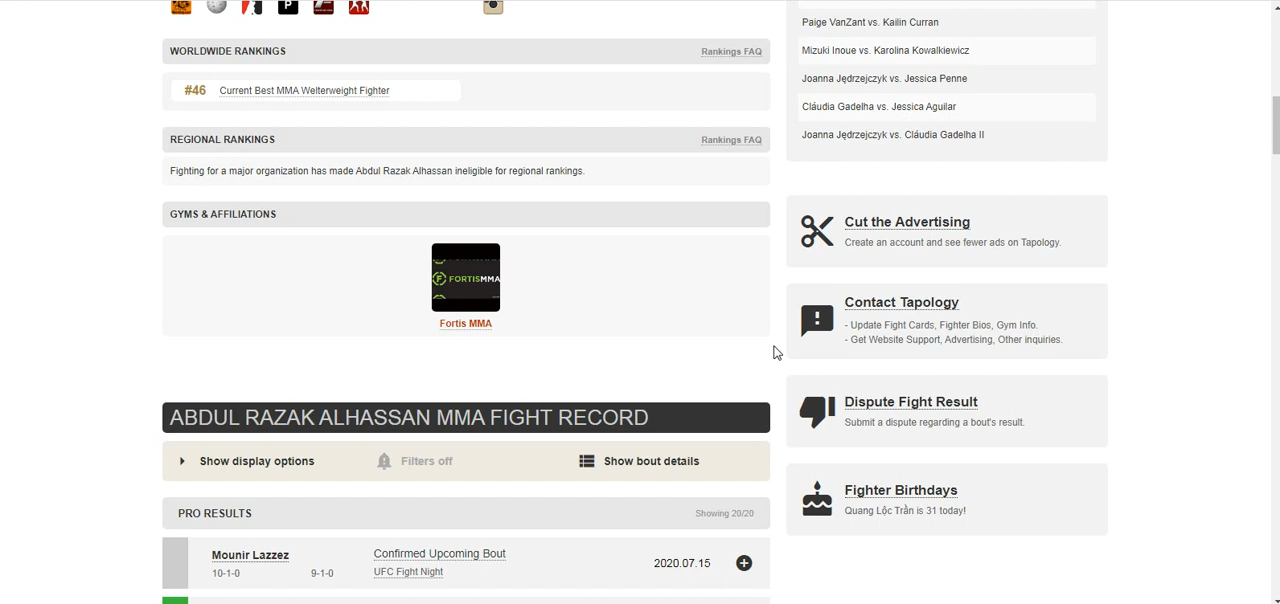 P
WORLDWIDE RANKINGS
Rankings FAQ
#46 Current Best MMA Welterweight Fighter
REGIONAL RANKINGS
Rankings FAQ
Fighting for a major organization has made Abdul Razak Alhassan ineligible for regional rankings.
GYMS & AFFILIATIONS
F FORTISMMA
Fortis MMA
ABDUL RAZAK ALHASSAN MMA FIGHT RECORD
Show display options
Filters off
Show bout details
PRO RESULTS
Showing 20/20
Mounir Lazzez
Confirmed Upcoming Bout
2020.07.15
10-1-0
9-1-0
UFC Fight Night
Paige VanZant vs. Kailin Curran
Mizuki Inoue vs. Karolina Kowalkiewicz
Joanna Jędrzejczyk vs. Jessica Penne
Cláudia Gadelha vs. Jessica Aguilar
Joanna Jędrzejczyk vs. Cláudia Gadelha II
Cut the Advertising
Create an account and see fewer ads on Tapology.
Contact Tapology
- Update Fight Cards, Fighter Bios, Gym Info.
- Get Website Support, Advertising, Other inquiries.
Dispute Fight Result
Submit a dispute regarding a bout's result.
Fighter Birthdays
Quang Lộc Trần is 31 today!